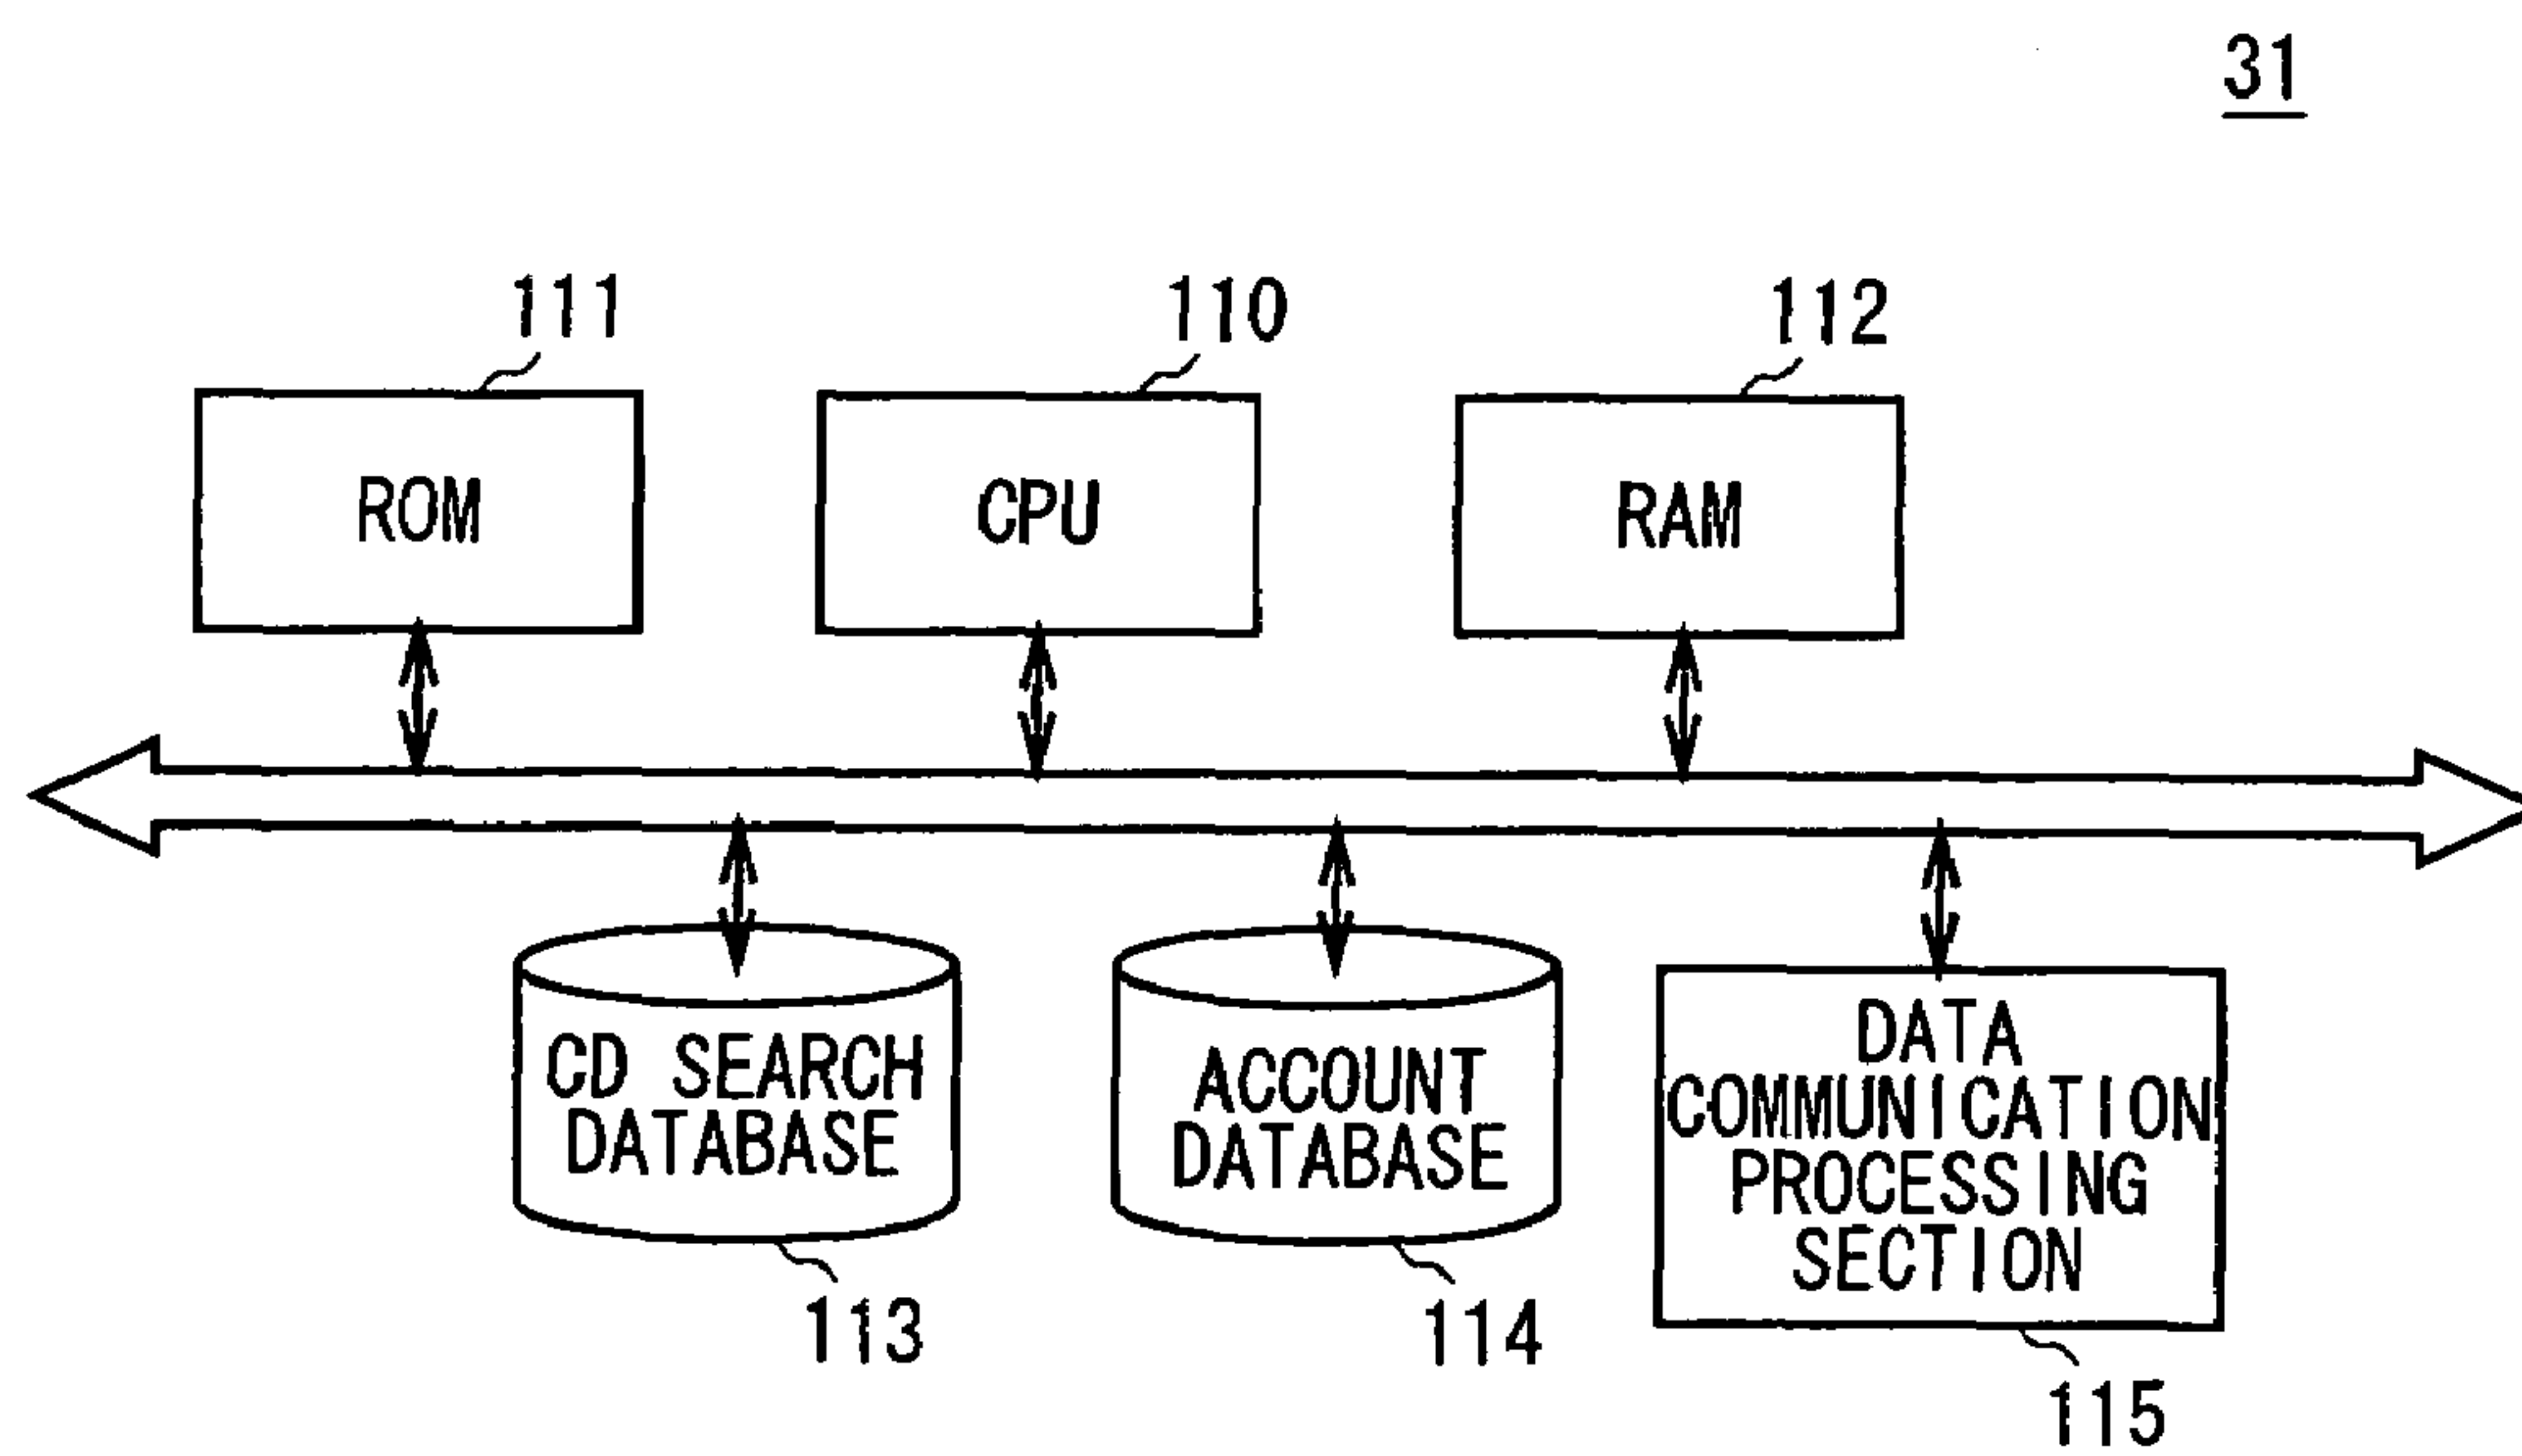 31
111
110
112
ROM
CPU
RAM
CD SEARCH
DATABASE
ACCOUNT
DATABASE
DATA
COMMUNICATION
PROCESSING
SECTION
113
114
115